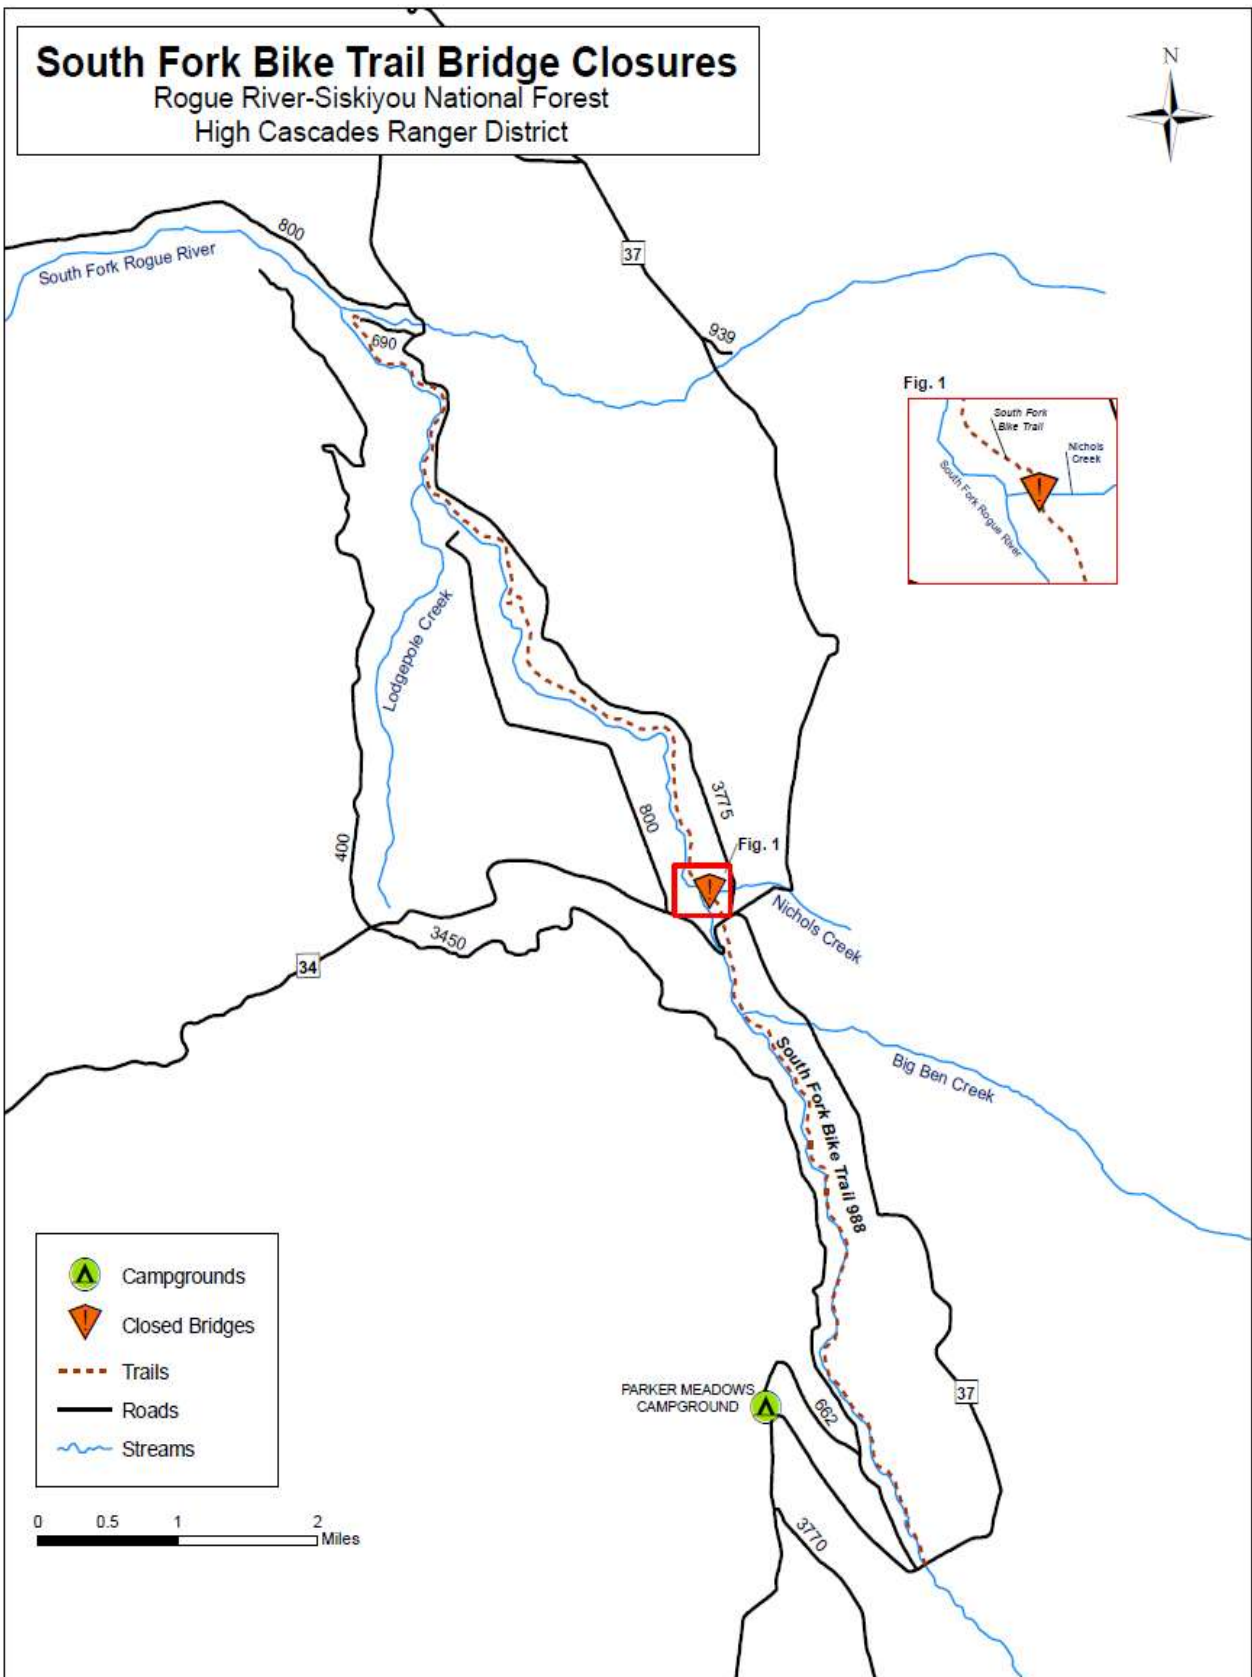 South Fork Bike Trail Bridge Closures
Rogue River-Siskiyou National Forest
High Cascades Ranger District
N
800
South Fork Rogue River
37
939
690
Fig. 1
South Fork
Bike Trail
Nichols
Creek
South Fork Rogue River
Lodgepole Creek
3775
800
400
Fig. 1
Nichols Creek
3450
34
Big Ben Creek
South Fork Bike Trail 988
Campgrounds
Closed Bridges
Trails
Roads
Streams
PARKER MEADOWS
CAMPGROUND
662
37
3770
0 0.5 1 2
Miles